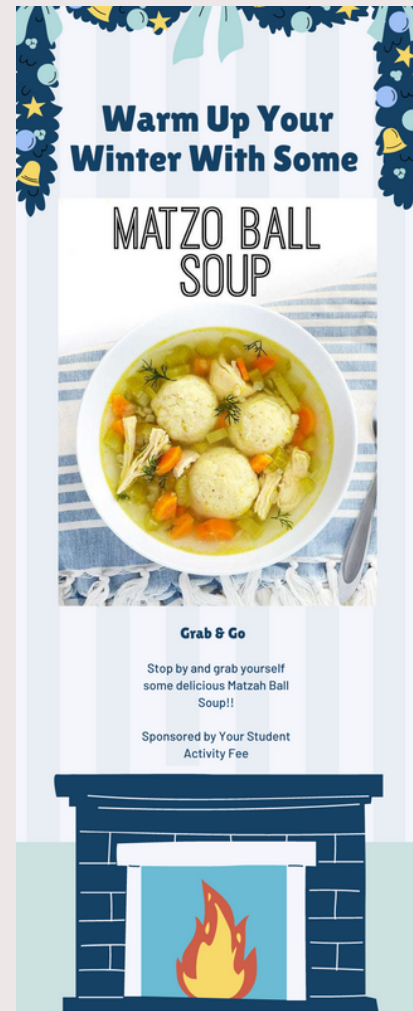 Warm Up Your
Winter With Some
MATZO BALL
SOUP
Grab & Go
Stop by and grab yourself
some delicious Matzah Ball
Soup!!
Sponsored by Your Student
Activity Fee